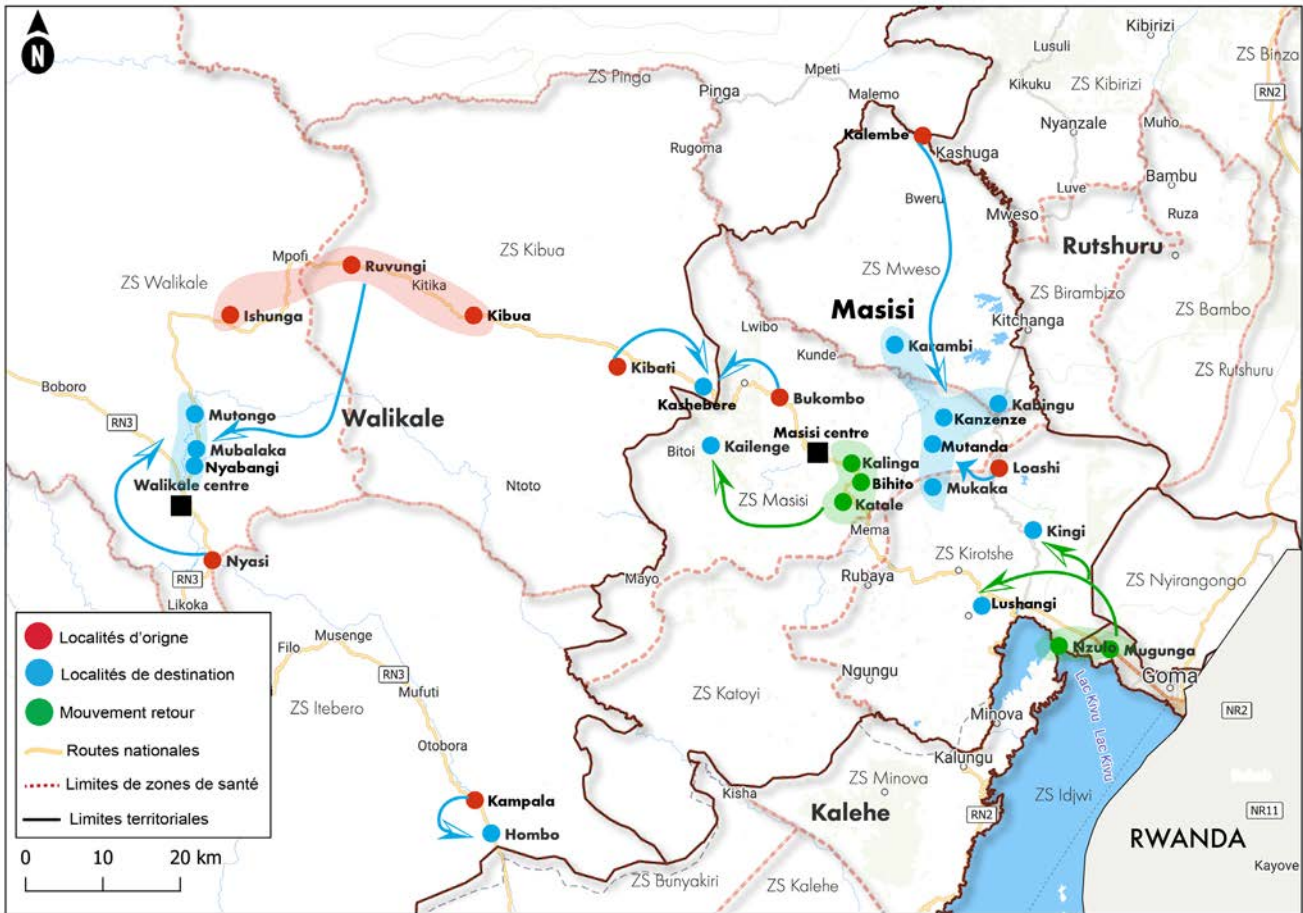 N
Kibirizi
Lusuli
ZS Binza
Mpeti
ZS Pinga
Kikuku
ZS Kibirizi
RN2
Pinga
Malemo
Nyanzale
Muho
Kalembe
Rugoma
Kashuga
Bambu
Luve
Bweru
Mweso
Ruza
Rutshuru
Mpofi
ZS Kibua
Ruvungi
ZS Walikale
Kitika
ZS Mweso
ZS Birambizo
Ishunga
Kibua
Masisi
ZS Bambo
Lwibo
Kitchanga
Karambi
Kunde
ZS Rutshuru
Kibati
Boboro
Kashebere
Bukombo
Kabingu
Mutongo
Kanzenze
RN3
Walikale
Masisi centre
Mubalaka
Bitoi
Kailenge
Mutanda
Nyabangi
Kalinga
Loashi
Walikale centre
Bihito
Ntoto
ZS Masisi
Mukaka
Katale
Mema
Kingi
Nyasi
ZS Kirotshe
RN3
Mayo
Rubaya
ZS Nyirangongo
Likoka
Lushangi
Localités d’origne
Musenge
Filo
Nzulo
Mugunga
Localités de destination
RN3
Ngungu
Goma
Mufuti
ZS Katoyi
Lac Kivu
Lac Kivu
NR2
ZS Itebero
Mouvement retour
Minova
Otobora
Routes nationales
Kalungu
ZS Minova
Limites de zones de santé
Kampala
Kisha
ZS Idjwi
Kalehe
RN2
NR11
Limites territoriales
Hombo
RWANDA
0 10 20 km
Kayove
ZS Bunyakiri
ZS Kalehe